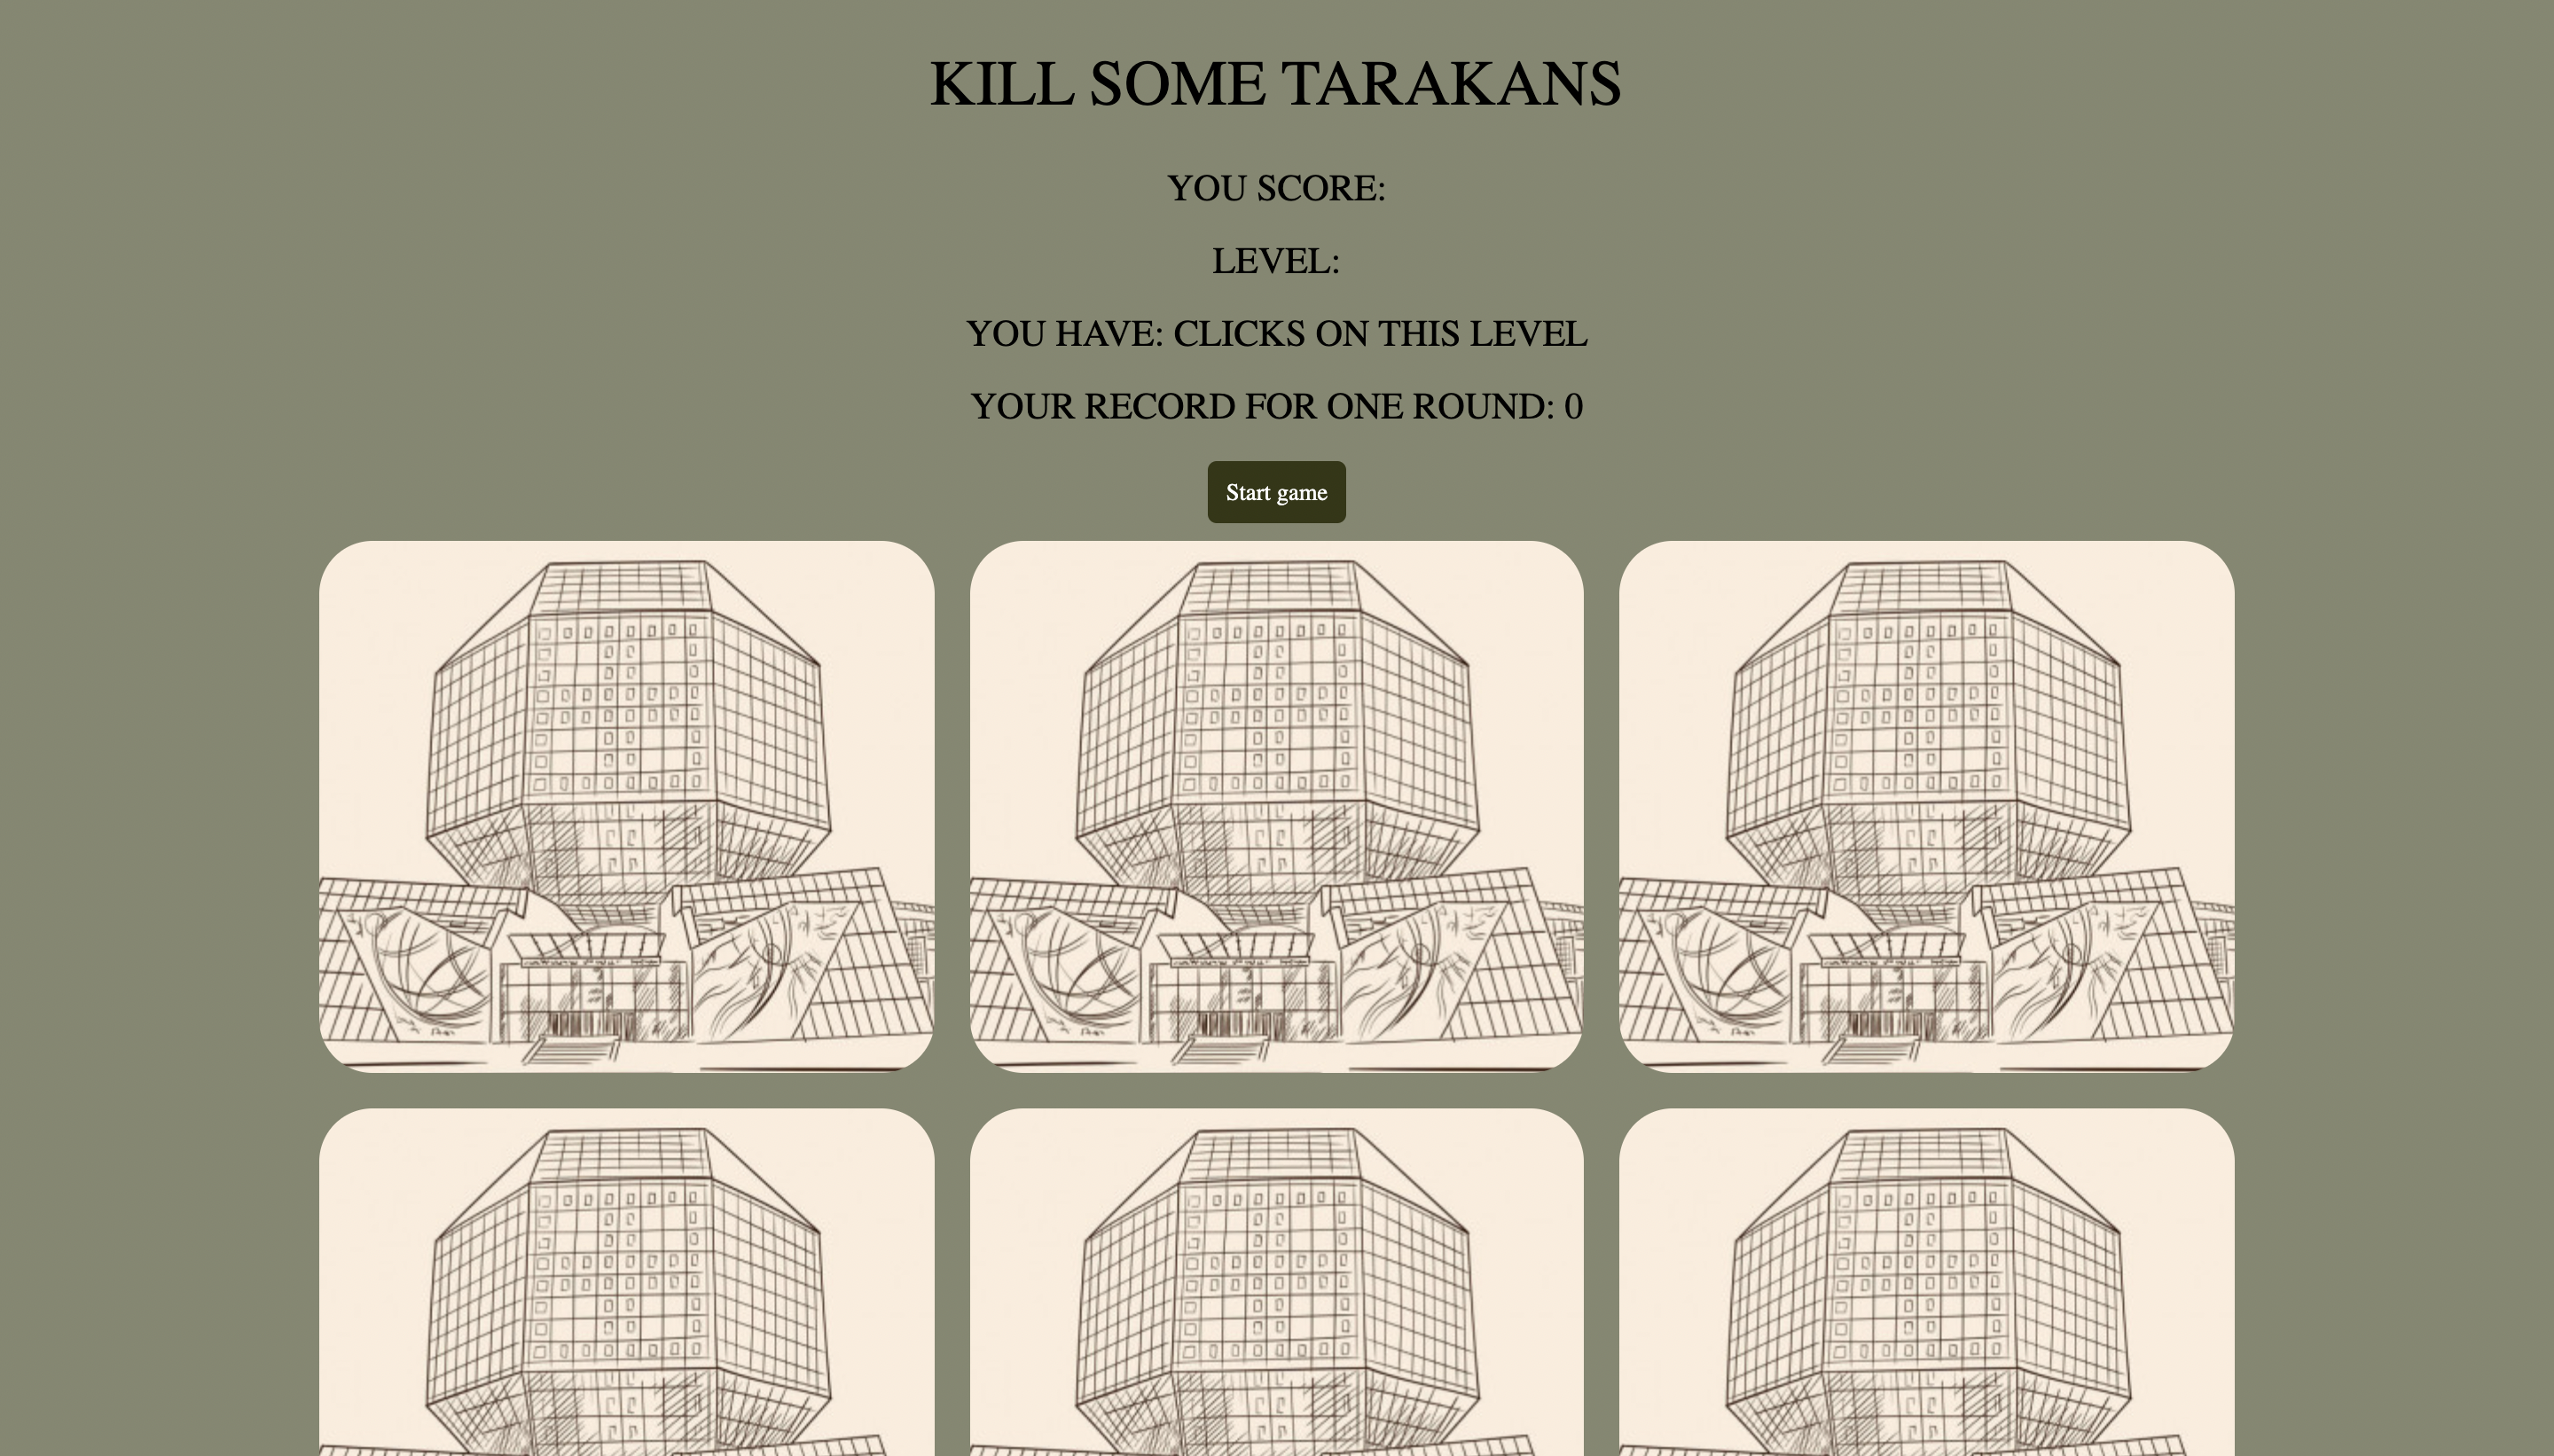 KILL SOME TARAKANS
YOU SCORE:
LEVEL:
YOU HAVE: CLICKS ON THIS LEVEL
YOUR RECORD FOR ONE ROUND: 0
Start game